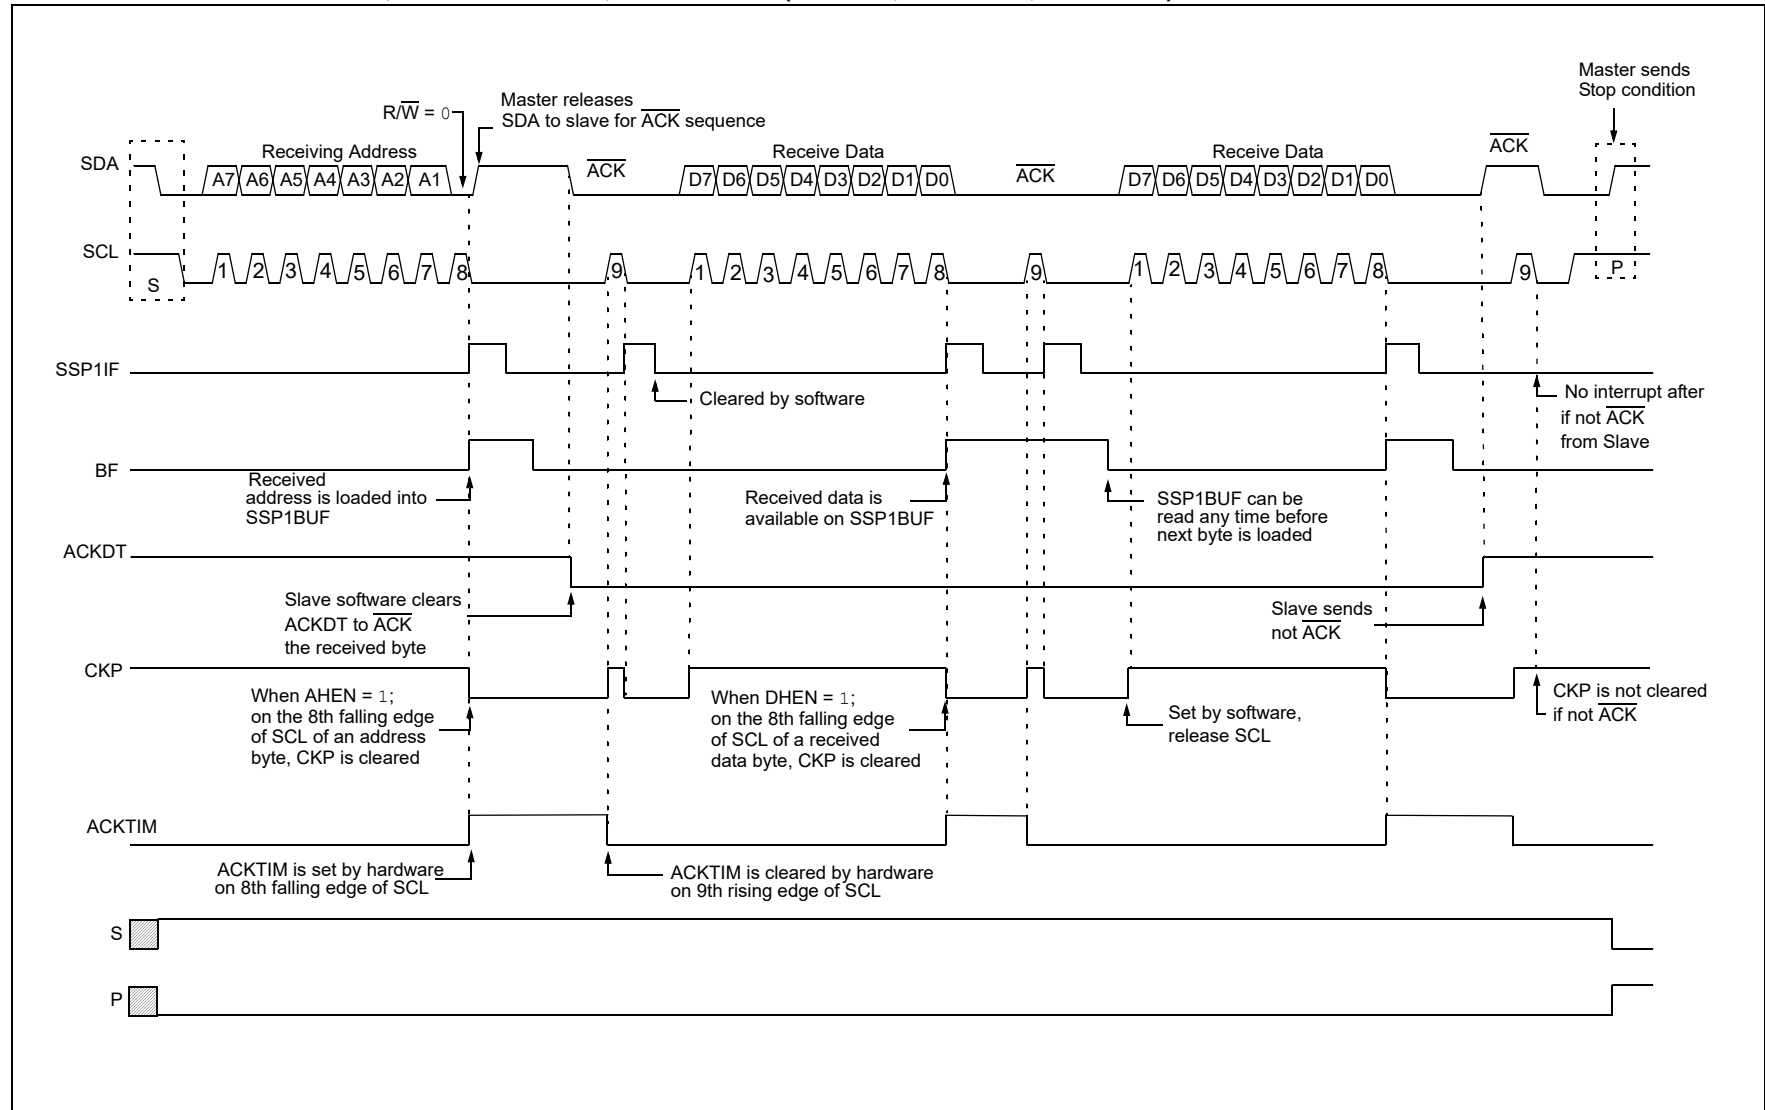 Master sends
Stop condition
R/W = 0
Master releases
SDA to slave for ACK sequence
SDA
Receiving Address
ACK
Receive Data
ACK
Receive Data
ACK
A7 A6 A5 A4 A3 A2 A1
D7 D6 D5 D4 D3 D2 D1 D0
D7 D6 D5 D4 D3 D2 D1 D0
SCL
S
1 2 3 4 5 6 7 8 9
1 2 3 4 5 6 7 8 9
1 2 3 4 5 6 7 8 9
P
SSP1IF
Cleared by software
No interrupt after
if not ACK
from Slave
BF
Received
address is loaded into
SSP1BUF
Received data is
available on SSP1BUF
SSP1BUF can be
read any time before
next byte is loaded
ACKDT
Slave software clears
ACKDT to ACK
the received byte
Slave sends
not ACK
CKP
When AHEN = 1;
on the 8th falling edge
of SCL of an address
byte, CKP is cleared
When DHEN = 1;
on the 8th falling edge
of SCL of a received
data byte, CKP is cleared
Set by software,
release SCL
CKP is not cleared
if not ACK
ACKTIM
ACKTIM is set by hardware
on 8th falling edge of SCL
ACKTIM is cleared by hardware
on 9th rising edge of SCL
S
P